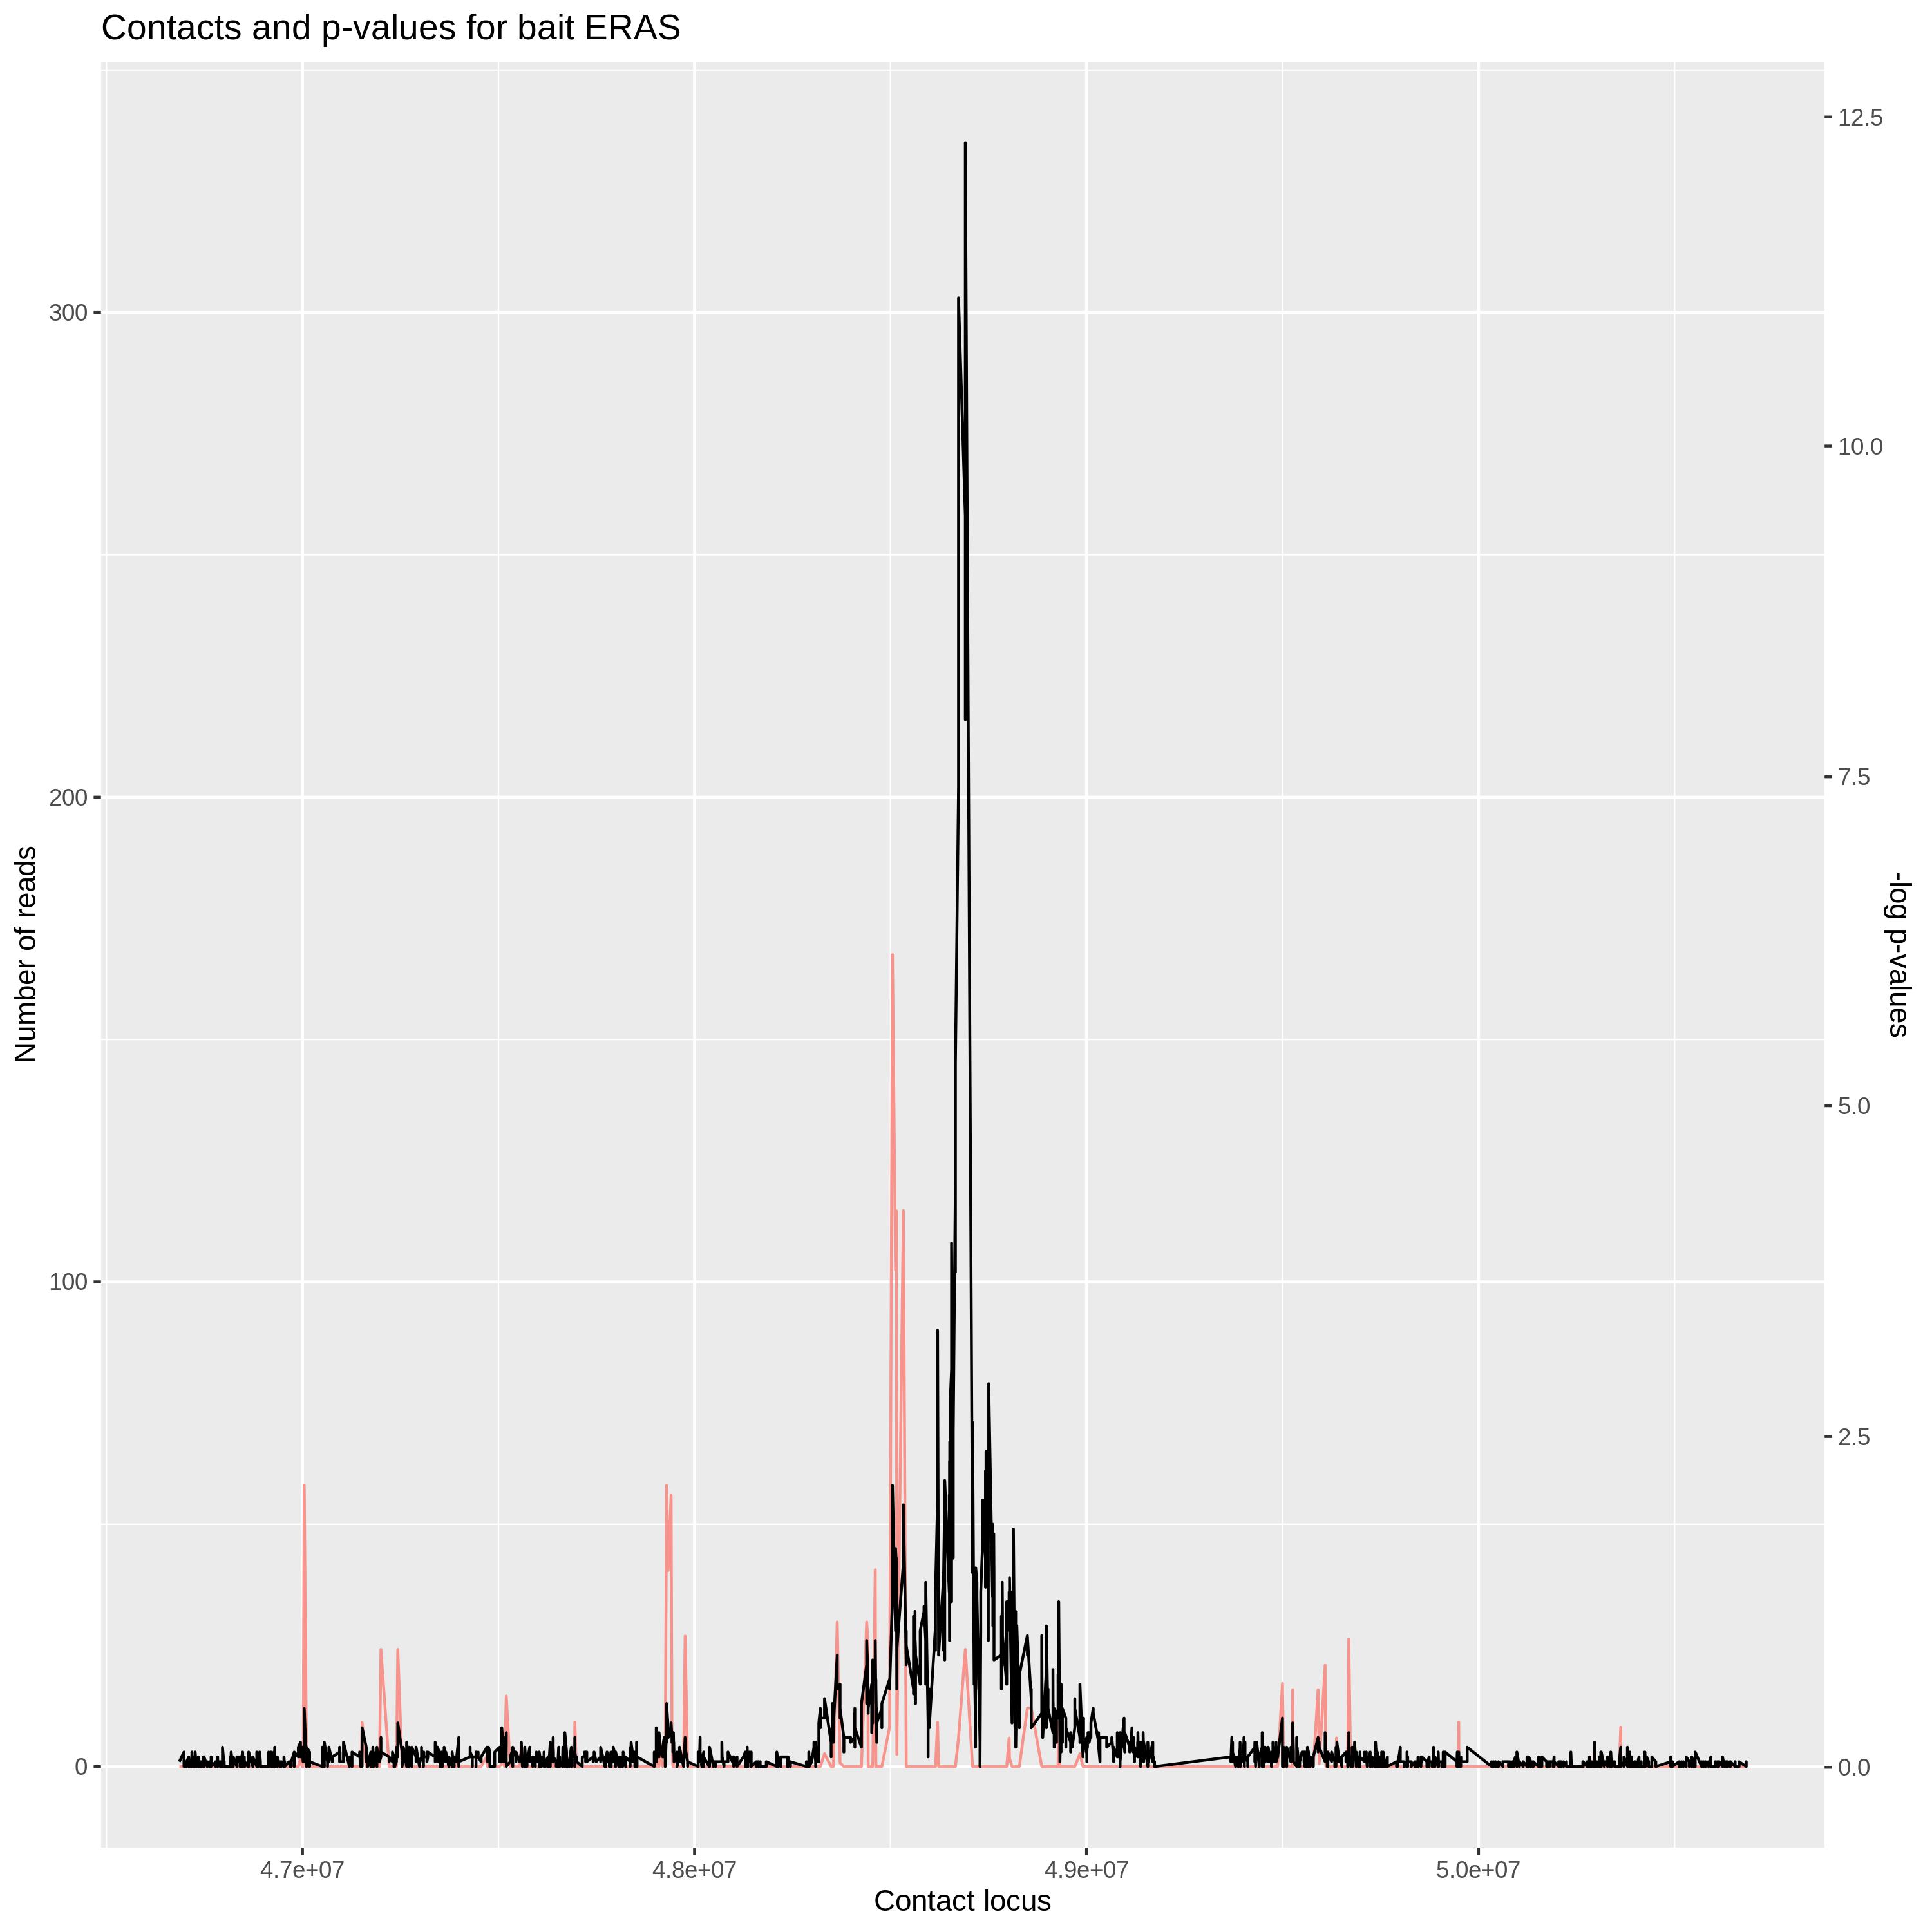 Contacts and p-values for bait ERAS
300
200
100
0
Number of reads
12.5
10.0
7.5
5.0
2.5
0.0
-log p-values
4.7e+07
4.8e+07
4.9e+07
5.0e+07
Contact locus